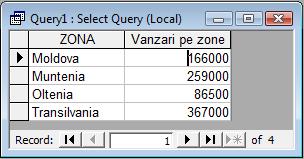 Query1 : Select Query (Local)
ZONA Vanzari pe zone
Moldova 166000
Muntenia 259000
Oltenia 86500
Transilvania 367000
Record: 1 of 4